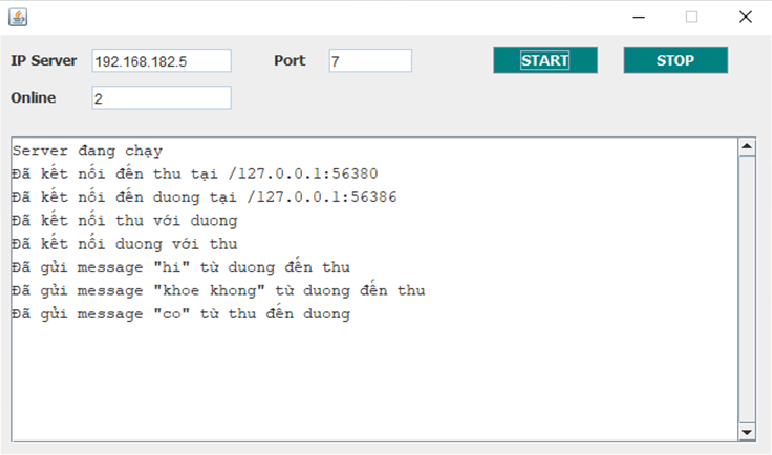 IP Server 192.168.182.5 Port 7 START STOP
Online 2
Server đang chạy
Đã kết nối đến thu tại /127.0.0.1:56380
Đã kết nối đến duong tại /127.0.0.1:56386
Đã kết nối thu với duong
Đã kết nối duong với thu
Đã gửi message "hi" từ duong đến thu
Đã gửi message "khoe khong" từ duong đến thu
Đã gửi message "co" từ thu đến duong